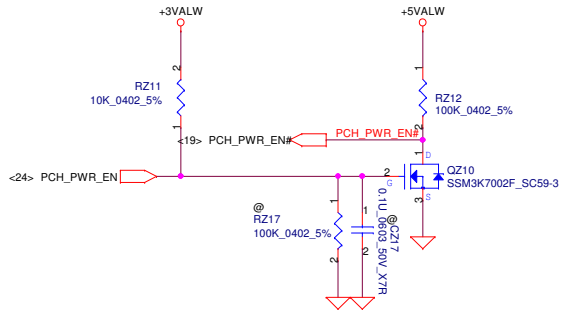 +3VALW
+5VALW
2
RZ11
10K_0402_5%
1
1
RZ12
100K_0402_5%
2
<19> PCH_PWR_EN#
PCH_PWR_EN#
<24> PCH_PWR_EN
1
D
2
G
QZ10
SSM3K7002F_SC59-3
S
3
@
RZ17
100K_0402_5%
1
2
1
2
@
CZ17
0.1U_0603_50V_X7R